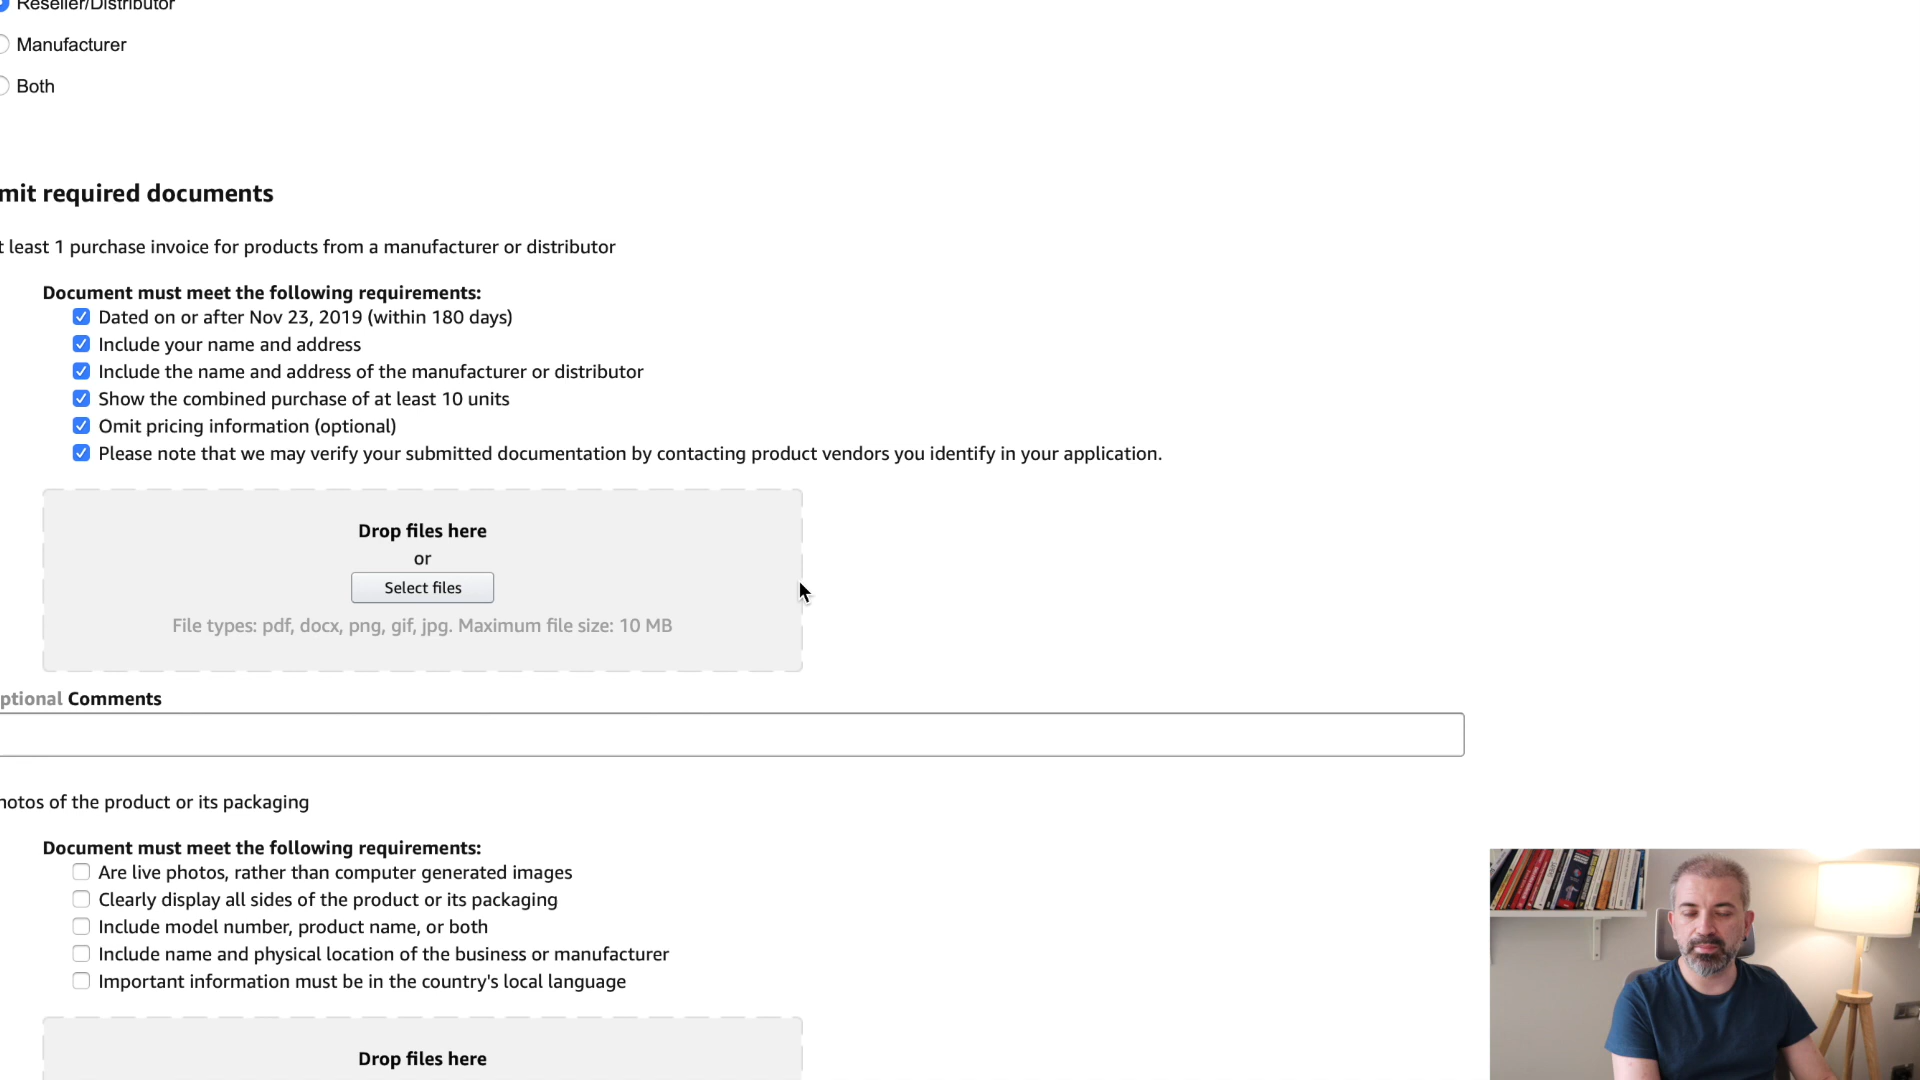 Reseller/Distributor
Manufacturer
Both
mit required documents
t least 1 purchase invoice for products from a manufacturer or distributor
Document must meet the following requirements:
Dated on or after Nov 23, 2019 (within 180 days)
Include your name and address
Include the name and address of the manufacturer or distributor
Show the combined purchase of at least 10 units
Omit pricing information (optional)
Please note that we may verify your submitted documentation by contacting product vendors you identify in your application.
Drop files here
or
Select files
File types: pdf, docx, png, gif, jpg. Maximum file size: 10 MB
ptional Comments
hotos of the product or its packaging
Document must meet the following requirements:
Are live photos, rather than computer generated images
Clearly display all sides of the product or its packaging
Include model number, product name, or both
Include name and physical location of the business or manufacturer
Important information must be in the country's local language
Drop files here